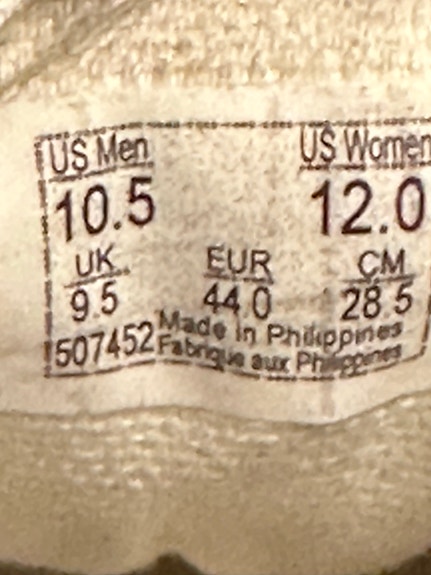 US Men US Women
10.5 12.0
UK EUR CM
9.5 44.0 28.5
507452 Made in Philippines
Fabrique aux Philippines